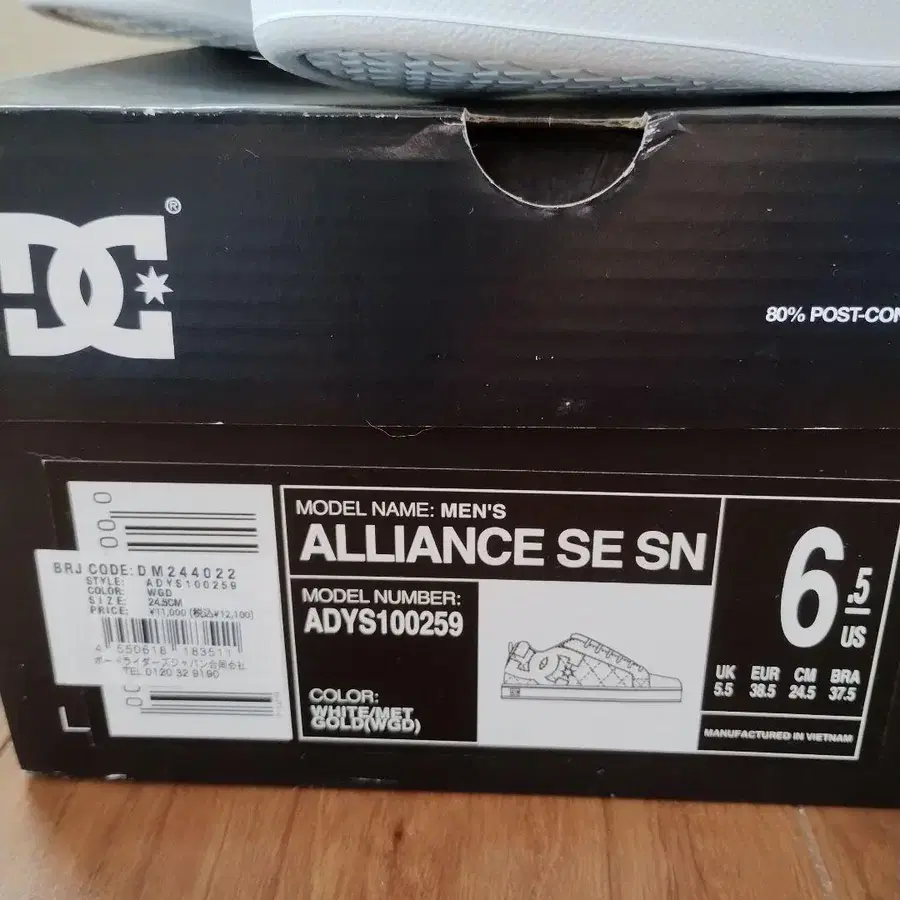 DC®
80% POST-CON
BRJ CODE: DM244022
STYLE: ADYS100259
COLOR: WGD
SIZE: 24.5CM
PRICE: ¥11,000 [税込¥12,100]
4 550618 18351
ボードライダーズジャパン合同会社
TEL 0120 32 9190
MODEL NAME: MEN'S
ALLIANCE SE SN
MODEL NUMBER:
ADYS100259
COLOR:
WHITE/MET
GOLD(WGD)
6.5
US
UK EUR CM BRA
5.5 38.5 24.5 37.5
MANUFACTURED IN VIETNAM